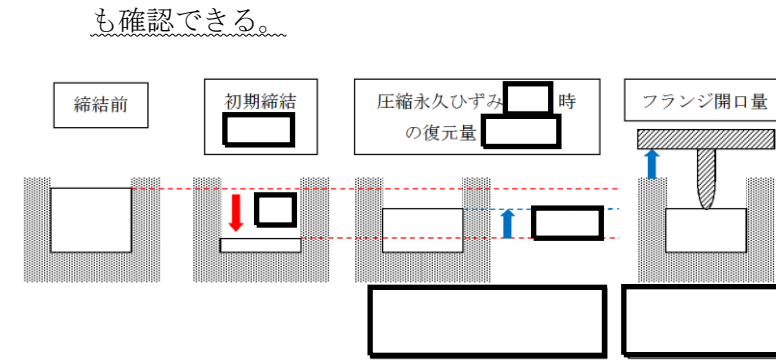 も確認できる。
締結前
初期締結
圧縮永久ひずみ 時
の復元量
フランジ開口量